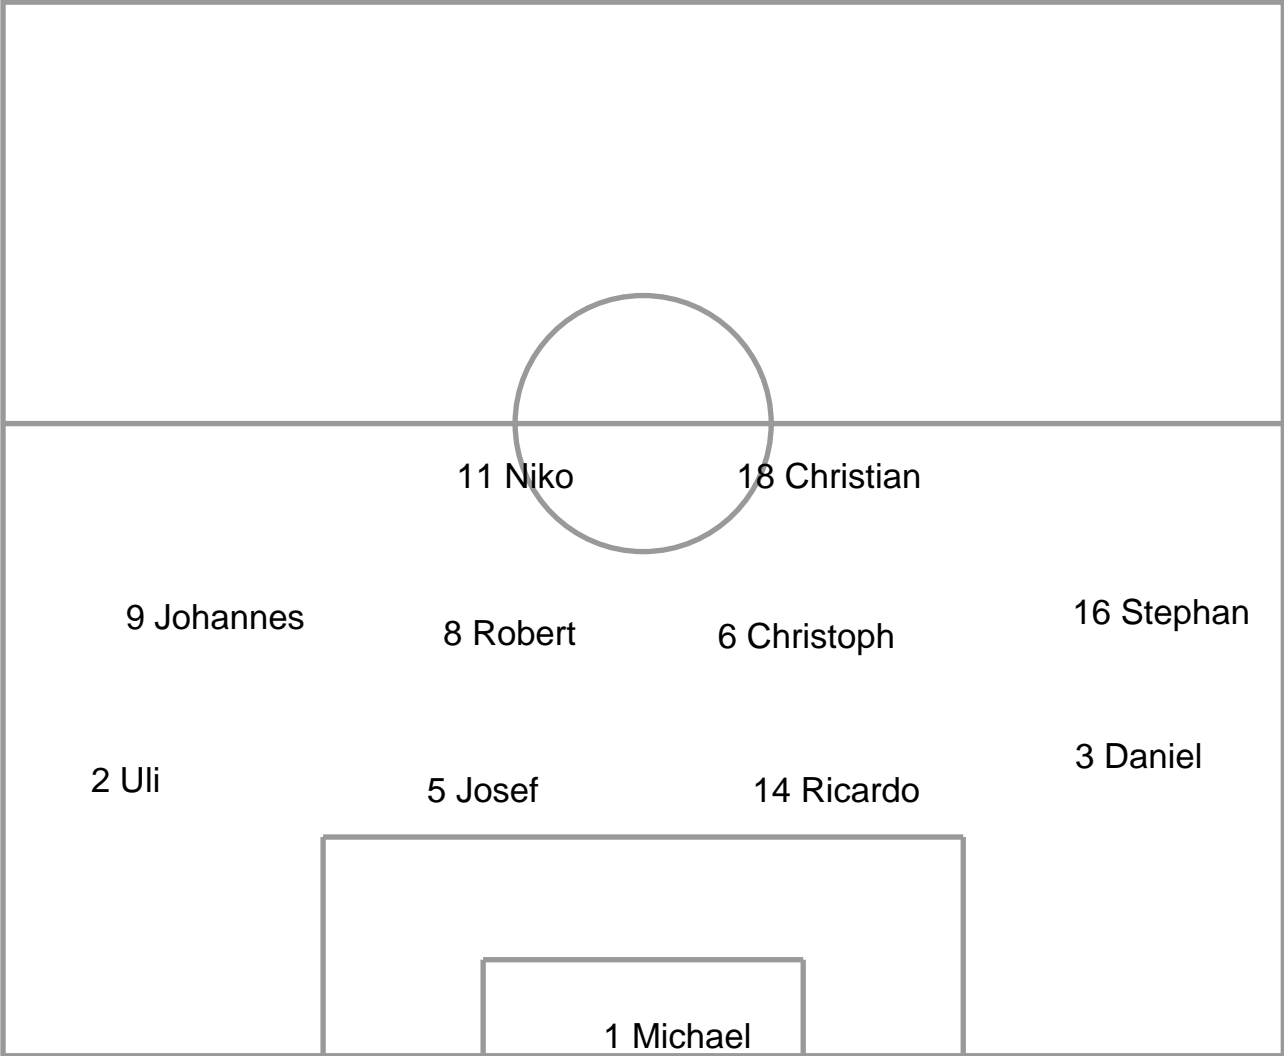 11 Niko
18 Christian
9 Johannes
8 Robert
6 Christoph
16 Stephan
2 Uli
5 Josef
14 Ricardo
3 Daniel
1 Michael